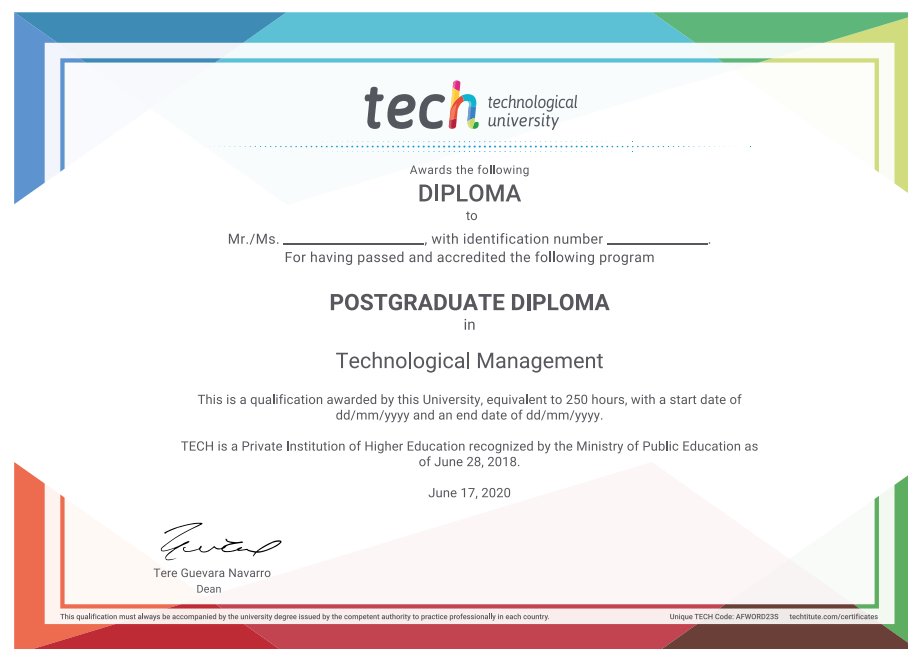 tech technological
university
Awards the following
DIPLOMA
to
Mr./Ms. ____________________, with identification number ______________.
For having passed and accredited the following program
POSTGRADUATE DIPLOMA
in
Technological Management
This is a qualification awarded by this University, equivalent to 250 hours, with a start date of
dd/mm/yyyy and an end date of dd/mm/yyyy.
TECH is a Private Institution of Higher Education recognized by the Ministry of Public Education as
of June 28, 2018.
June 17, 2020
Tere Guevara Navarro
Dean
This qualification must always be accompanied by the university degree issued by the competent authority to practice professionally in each country.
Unique TECH Code: AFWORD23S techtitute.com/certificates